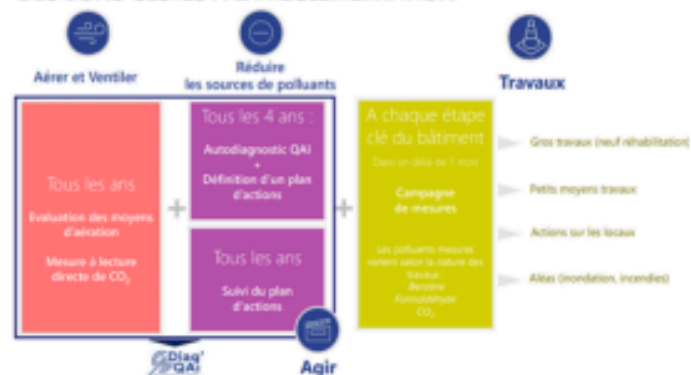 Aérer et Ventiler
Réduire
les sources de polluants
Travaux
Tous les ans
Evaluation des moyens
d'aération
Mesure à lecture
directe de CO₂
Tous les 4 ans :
Autodiagnostic QAI
+
Définition d'un plan
d'actions
Tous les ans
Suivi du plan
d'actions
+
+
A chaque étape
clé du bâtiment
Dans un délai de 7 mois
Campagne
de mesures
Les polluants mesurés
varient selon la nature des
travaux
Benzène
Formaldéhyde
CO₂
Gros travaux (neuf réhabilitation)
Petits moyens travaux
Actions sur les locaux
Aléas (inondation, incendies)
Diag'
QAI
Agir